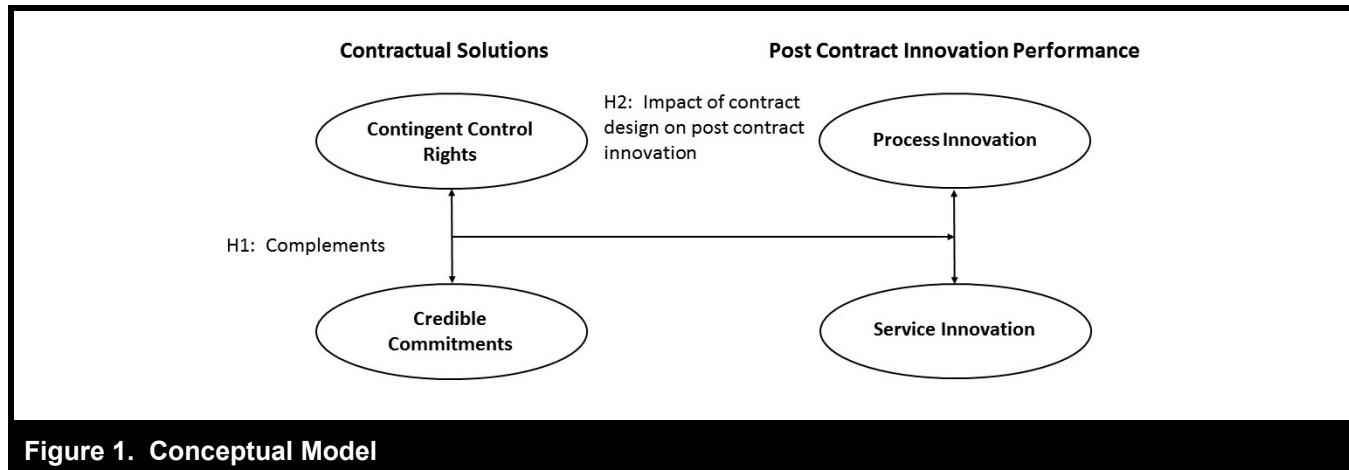 Contractual Solutions
Post Contract Innovation Performance
Contingent Control
Rights
H2: Impact of contract
design on post contract
innovation
Process Innovation
H1: Complements
Credible
Commitments
Service Innovation
Figure 1. Conceptual Model